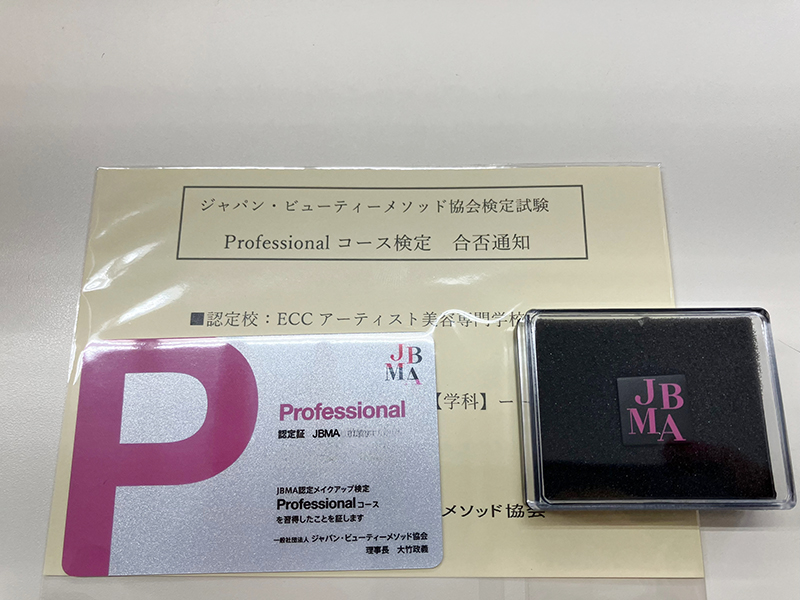 ジャパン・ビューティーメソッド協会検定試験
Professional コース検定　合否通知
■認定校：ECC アーティスト美容専門学校
【学科】－－
メソッド協会
P
JB
MA
Professional
認定証　JBMA
JBMA認定メイクアップ検定
Professionalコース
を習得したことを証します
一般社団法人 ジャパン・ビューティーメソッド協会
理事長　大竹政義
JB
MA